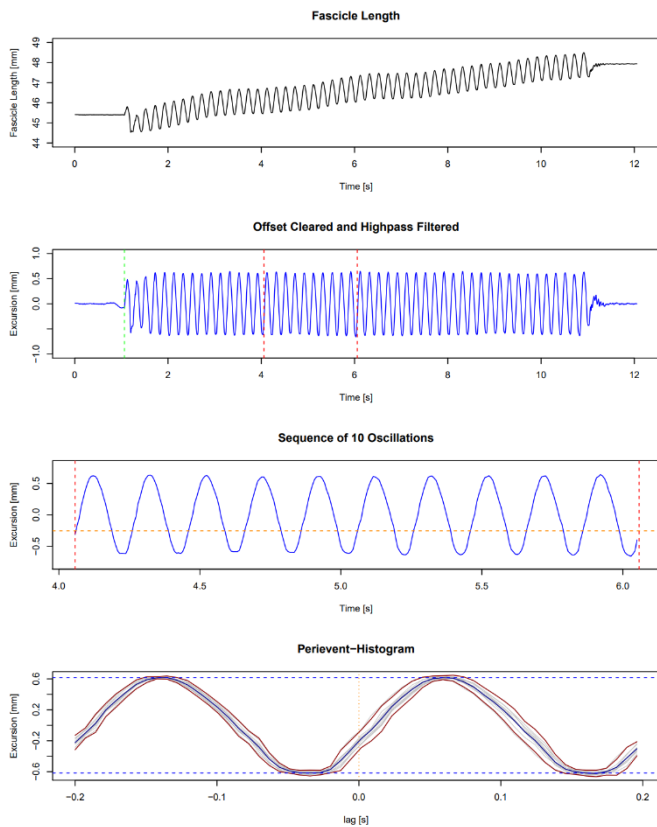 Fascicle Length
Fascicle Length [mm]
49
48
46
45
44
0 2 4 6 8 10 12
Time [s]
Offset Cleared and Highpass Filtered
Excursion [mm]
1.0
0.5
0.0
−1.0
0 2 4 6 8 10 12
Time [s]
Sequence of 10 Oscillations
Excursion [mm]
0.5
0.0
−0.5
4.0 4.5 5.0 5.5 6.0
Time [s]
Perievent−Histogram
Excursion [mm]
0.6
0.2
−0.2
−0.6
−0.2 −0.1 0.0 0.1 0.2
lag [s]